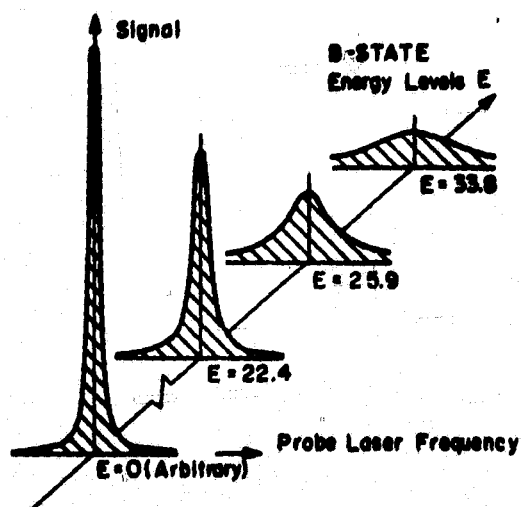 Signal
B-STATE
Energy Levels E
E = 33.8
E = 25.9
E = 22.4
Probe Laser Frequency
E=0 (Arbitrary)